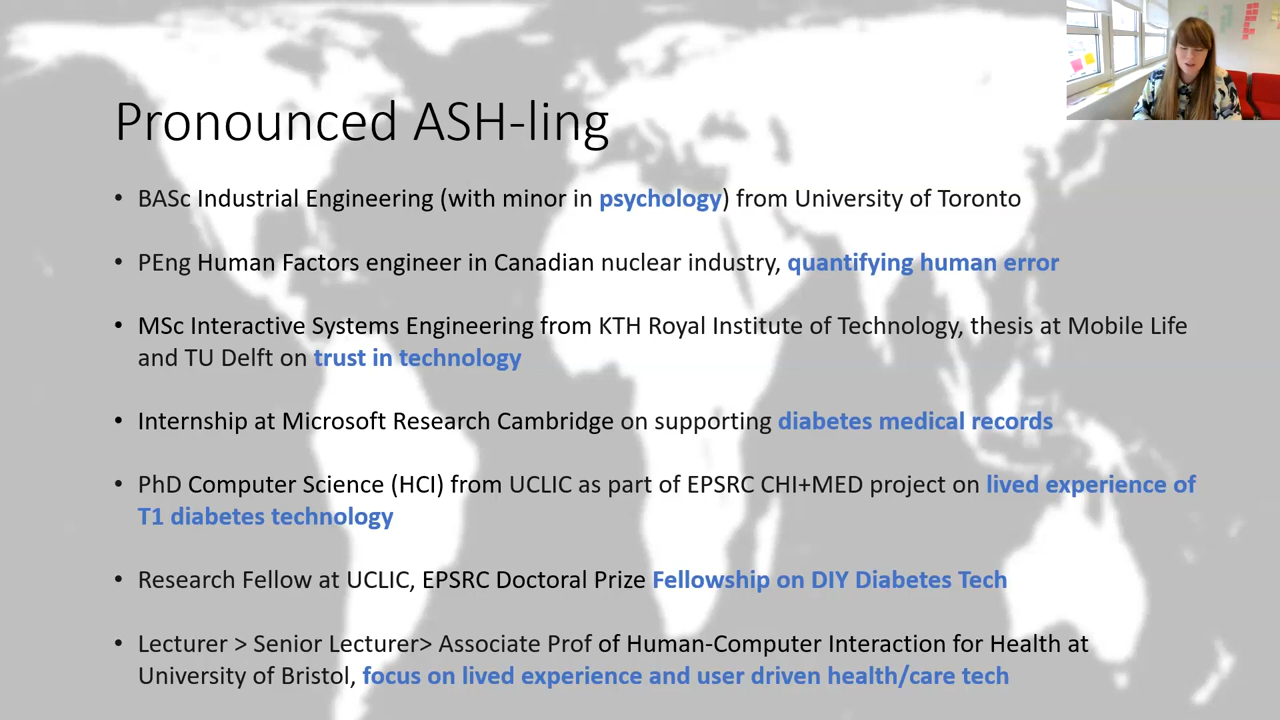 Pronounced ASH-ling
• BASc Industrial Engineering (with minor in psychology) from University of Toronto
• PEng Human Factors engineer in Canadian nuclear industry, quantifying human error
• MSc Interactive Systems Engineering from KTH Royal Institute of Technology, thesis at Mobile Life
and TU Delft on trust in technology
• Internship at Microsoft Research Cambridge on supporting diabetes medical records
• PhD Computer Science (HCI) from UCLIC as part of EPSRC CHI+MED project on lived experience of
T1 diabetes technology
• Research Fellow at UCLIC, EPSRC Doctoral Prize Fellowship on DIY Diabetes Tech
• Lecturer > Senior Lecturer> Associate Prof of Human-Computer Interaction for Health at
University of Bristol, focus on lived experience and user driven health/care tech